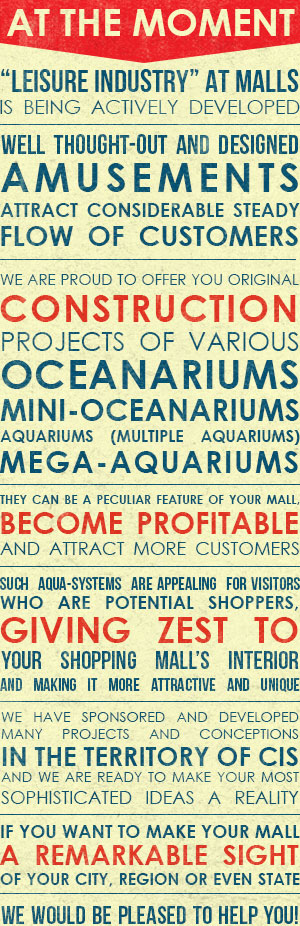 AT THE MOMENT
“LEISURE INDUSTRY” AT MALLS
IS BEING ACTIVELY DEVELOPED
WELL THOUGHT-OUT AND DESIGNED
AMUSEMENTS
ATTRACT CONSIDERABLE STEADY
FLOW OF CUSTOMERS
WE ARE PROUD TO OFFER YOU ORIGINAL
CONSTRUCTION
PROJECTS OF VARIOUS
OCEANARIUMS
MINI-OCEANARIUMS
AQUARIUMS (MULTIPLE AQUARIUMS)
MEGA-AQUARIUMS
THEY CAN BE A PECULIAR FEATURE OF YOUR MALL,
BECOME PROFITABLE
AND ATTRACT MORE CUSTOMERS
SUCH AQUA-SYSTEMS ARE APPEALING FOR VISITORS
WHO ARE POTENTIAL SHOPPERS,
GIVING ZEST TO
YOUR SHOPPING MALL’S INTERIOR
AND MAKING IT MORE ATTRACTIVE AND UNIQUE
WE HAVE SPONSORED AND DEVELOPED
MANY PROJECTS AND CONCEPTIONS
IN THE TERRITORY OF CIS
AND WE ARE READY TO MAKE YOUR MOST
SOPHISTICATED IDEAS A REALITY
IF YOU WANT TO MAKE YOUR MALL
A REMARKABLE SIGHT
OF YOUR CITY, REGION OR EVEN STATE
WE WOULD BE PLEASED TO HELP YOU!